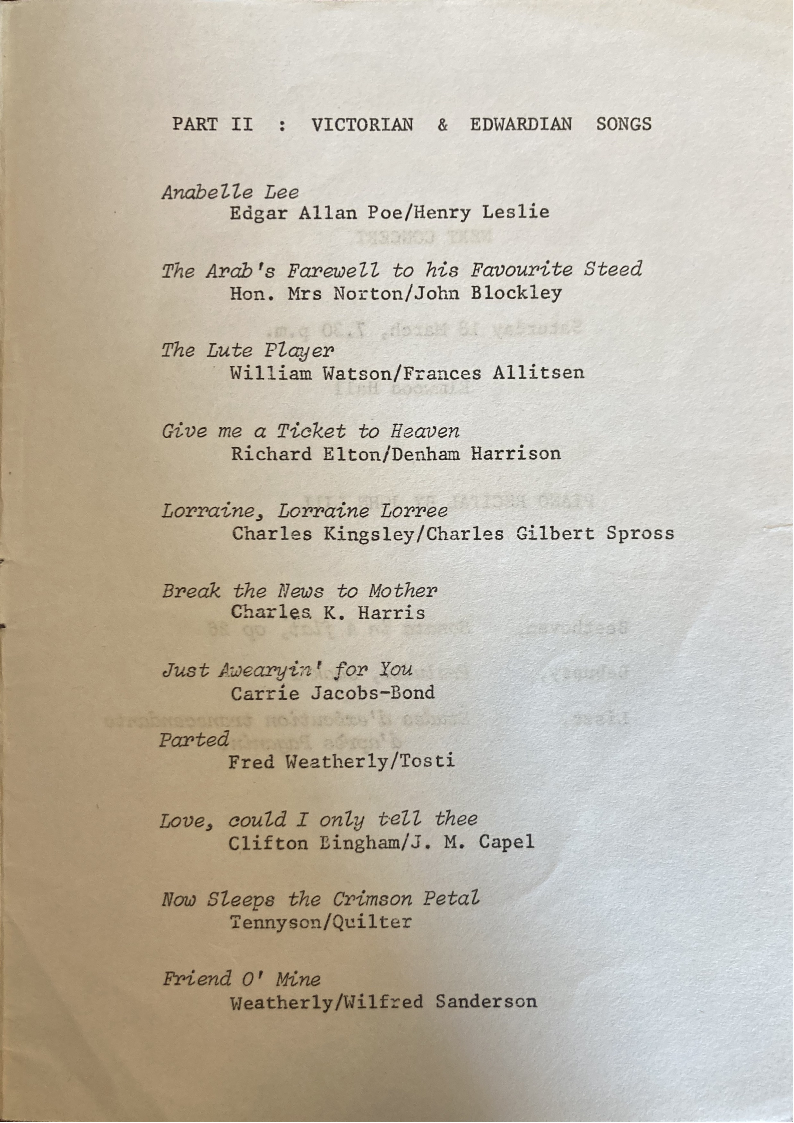 PART II : VICTORIAN & EDWARDIAN SONGS
Anabelle Lee
Edgar Allan Poe/Henry Leslie
The Arab's Farewell to his Favourite Steed
Hon. Mrs Norton/John Blockley
The Lute Player
William Watson/Frances Allitsen
Give me a Ticket to Heaven
Richard Elton/Denham Harrison
Lorraine, Lorraine Lorree
Charles Kingsley/Charles Gilbert Spross
Break the News to Mother
Charles K. Harris
Just Awearyin' for You
Carrie Jacobs-Bond
Parted
Fred Weatherly/Tosti
Love, could I only tell thee
Clifton Bingham/J. M. Capel
Now Sleeps the Crimson Petal
Tennyson/Quilter
Friend O' Mine
Weatherly/Wilfred Sanderson